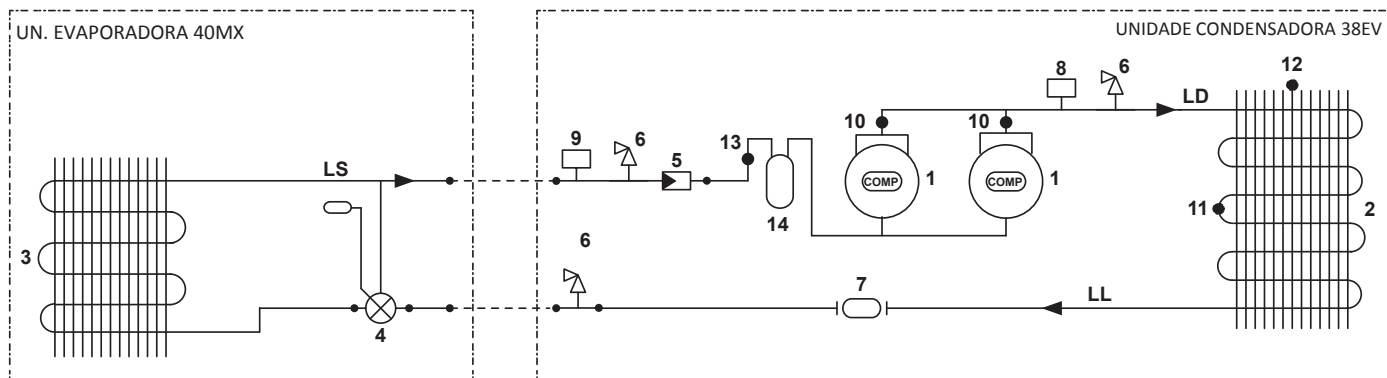 UN. EVAPORADORA 40MX
UNIDADE CONDENSADORA 38EV
12
8
6
LD
10
10
9
6
13
5
LS
COMP
1
COMP
1
14
11
2
3
6
7
LL
4